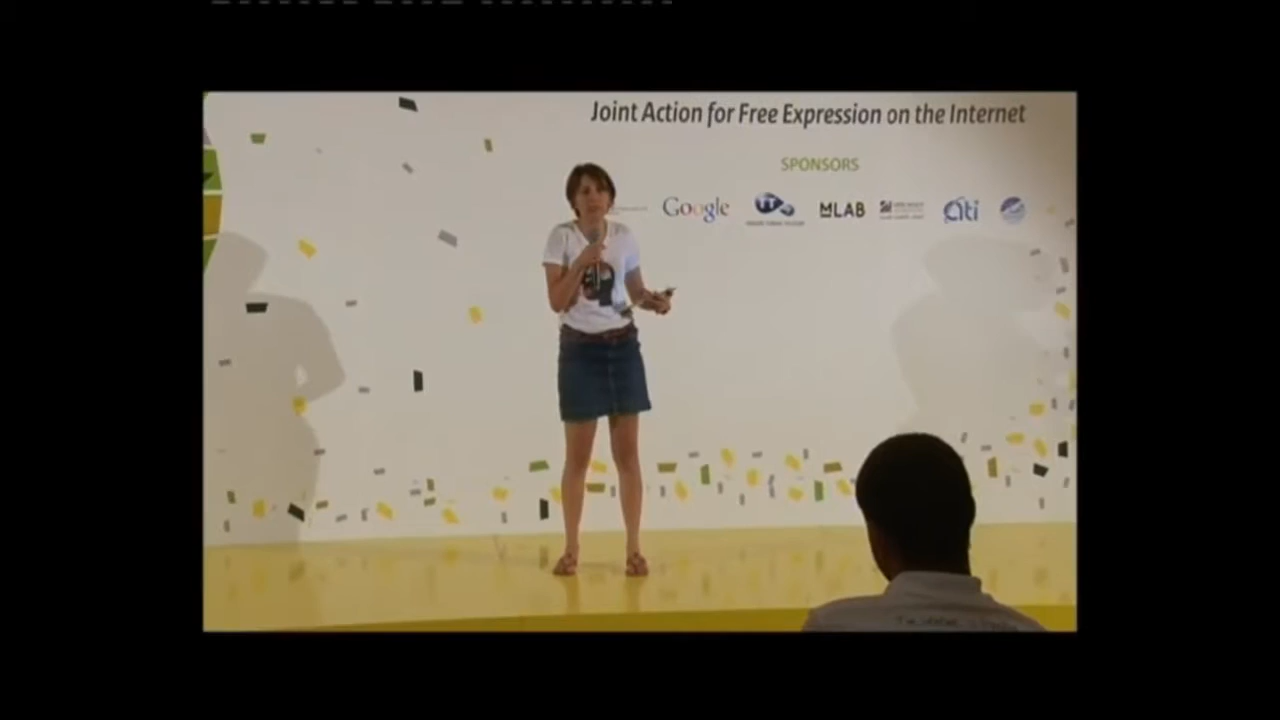 Joint Action for Free Expression on the Internet
SPONSORS
Google
MLAB
ati